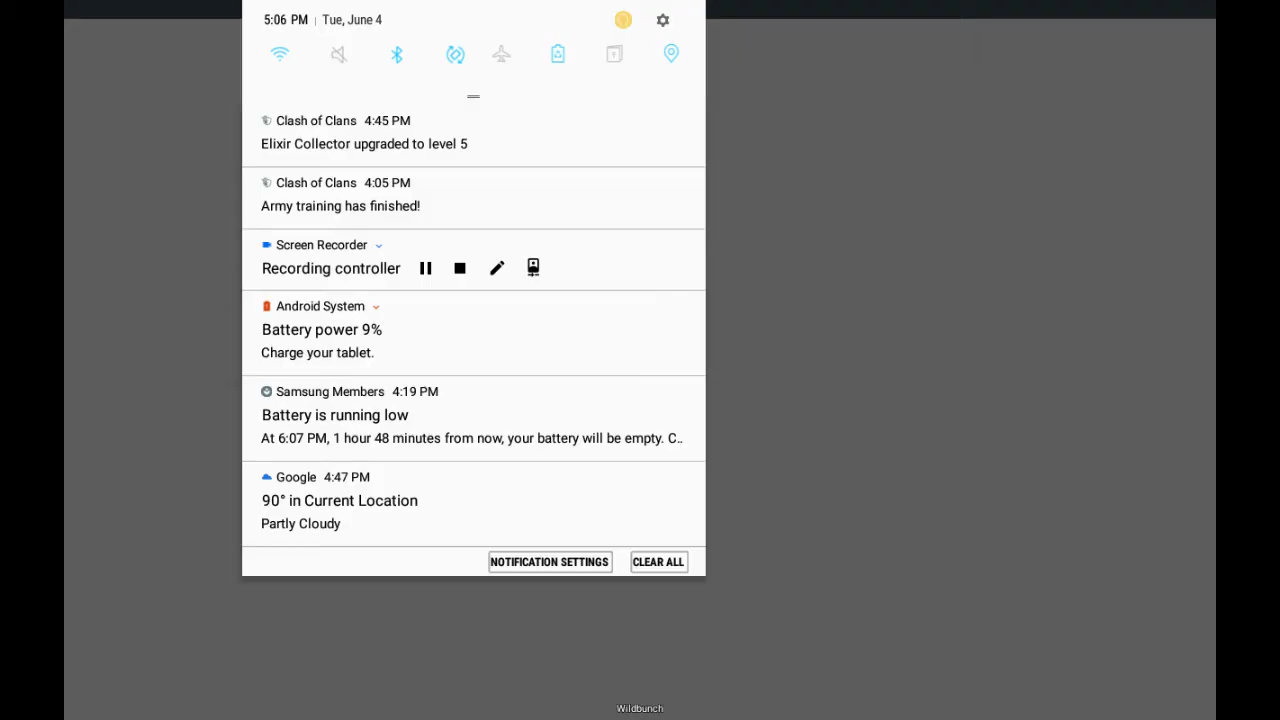 5:06 PM | Tue, June 4
Clash of Clans 4:45 PM
Elixir Collector upgraded to level 5
Clash of Clans 4:05 PM
Army training has finished!
Screen Recorder
Recording controller
Android System
Battery power 9%
Charge your tablet.
Samsung Members 4:19 PM
Battery is running low
At 6:07 PM, 1 hour 48 minutes from now, your battery will be empty. C..
Google 4:47 PM
90° in Current Location
Partly Cloudy
NOTIFICATION SETTINGS CLEAR ALL
Wildbunch